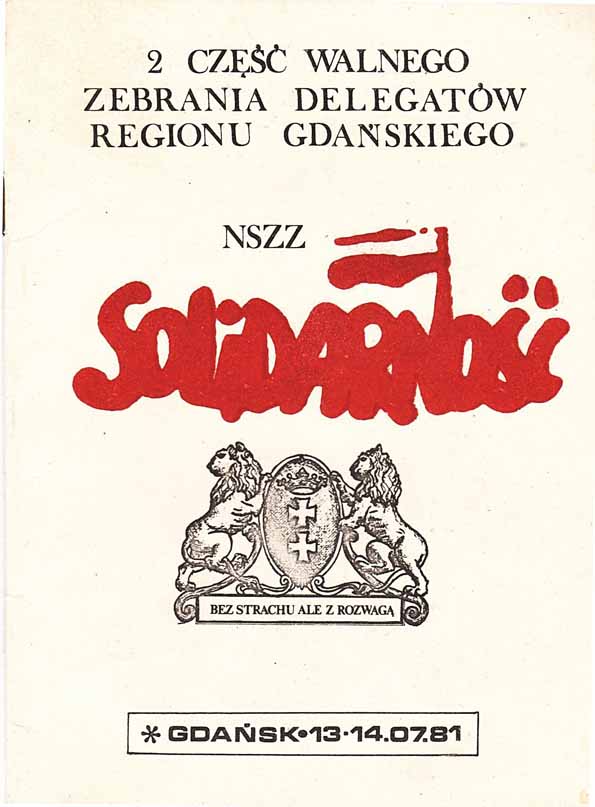 2 CZĘŚĆ WALNEGO
ZEBRANIA DELEGATÓW
REGIONU GDAŃSKIEGO
NSZZ
SOLIDARNOŚĆ
BEZ STRACHU ALE Z ROZWAGĄ
* GDAŃSK•13·14.07.81